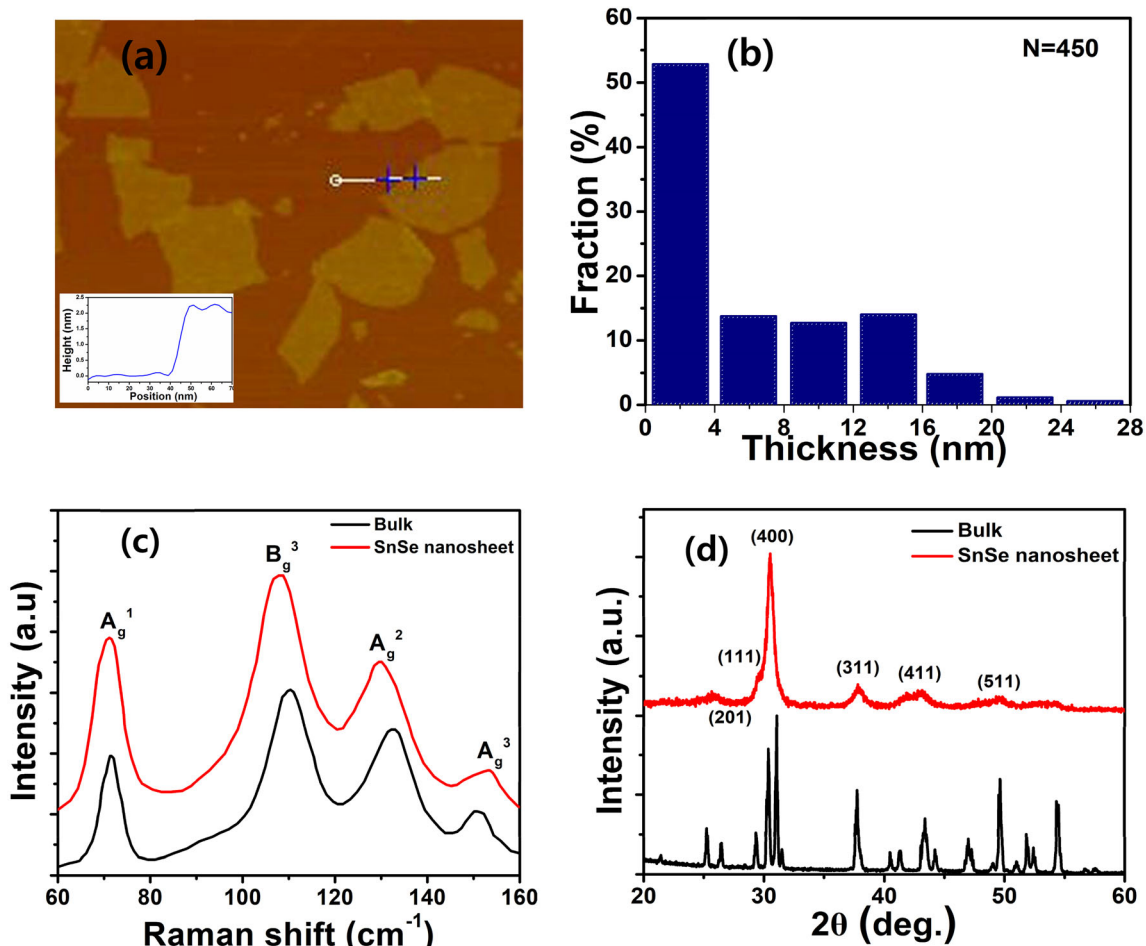 (a)
Height (nm)
2.5
2.0
1.5
1.0
0.5
0.0
0 10 20 30 40 50 60 70
Position (nm)
(b)
N=450
Fraction (%)
60
50
40
30
20
10
0
0 4 8 12 16 20 24 28
Thickness (nm)
(c)
Bulk
SnSe nanosheet
Ag1
Bg3
Ag2
Ag3
Intensity (a.u)
60 80 100 120 140 160
Raman shift (cm-1)
(d)
Bulk
SnSe nanosheet
(400)
(111)
(201)
(311)
(411)
(511)
Intensity (a.u.)
20 30 40 50 60
2θ (deg.)